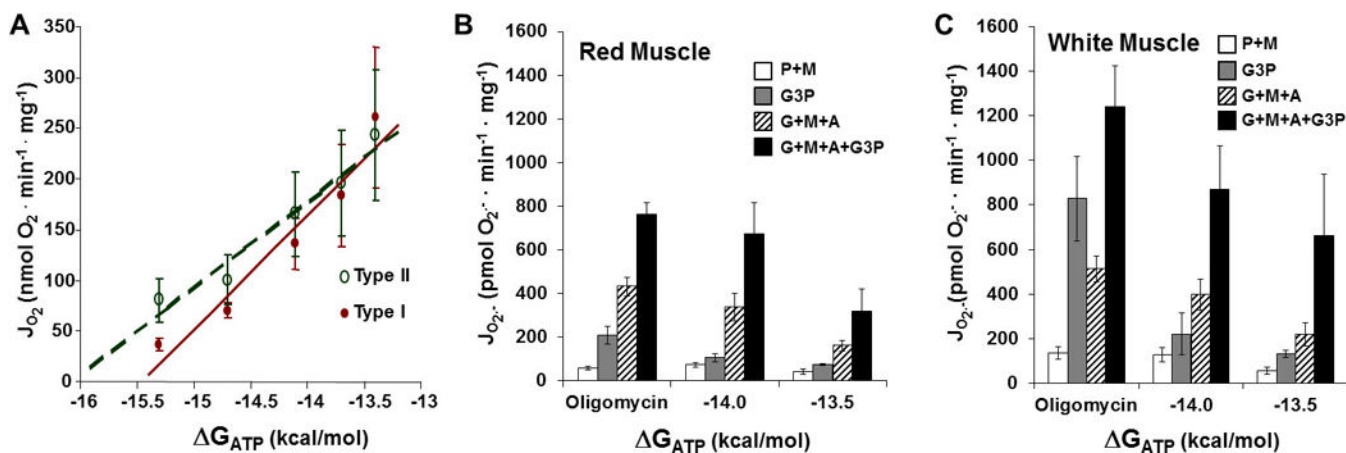 A
350
300
250
200
150
100
50
0
J_O₂ (nmol O₂ · min⁻¹ · mg⁻¹)
Type II
Type I
-16 -15.5 -15 -14.5 -14 -13.5 -13
ΔG_ATP (kcal/mol)
B
Red Muscle
1600
1400
1200
1000
800
600
400
200
0
J_O₂·⁻ (pmol O₂·⁻ · min⁻¹ · mg⁻¹)
P+M
G3P
G+M+A
G+M+A+G3P
Oligomycin -14.0 -13.5
ΔG_ATP (kcal/mol)
C
White Muscle
1600
1400
1200
1000
800
600
400
200
0
J_O₂·⁻(pmol O₂·⁻ · min⁻¹ · mg⁻¹)
P+M
G3P
G+M+A
G+M+A+G3P
Oligomycin -14.0 -13.5
ΔG_ATP (kcal/mol)